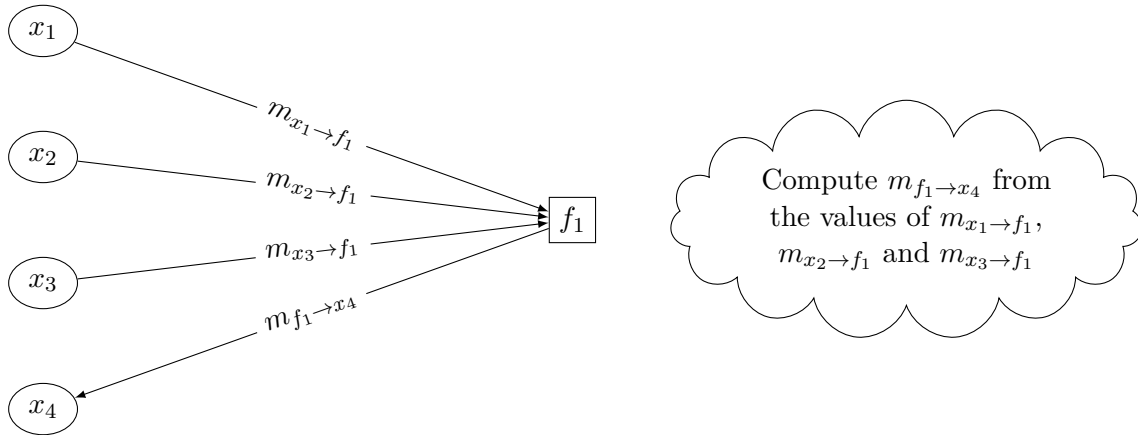 x₁
m_{x₁→f₁}
x₂
m_{x₂→f₁}
f₁
m_{x₃→f₁}
x₃
m_{f₁→x₄}
x₄
Compute m_{f₁→x₄} from
the values of m_{x₁→f₁},
m_{x₂→f₁} and m_{x₃→f₁}